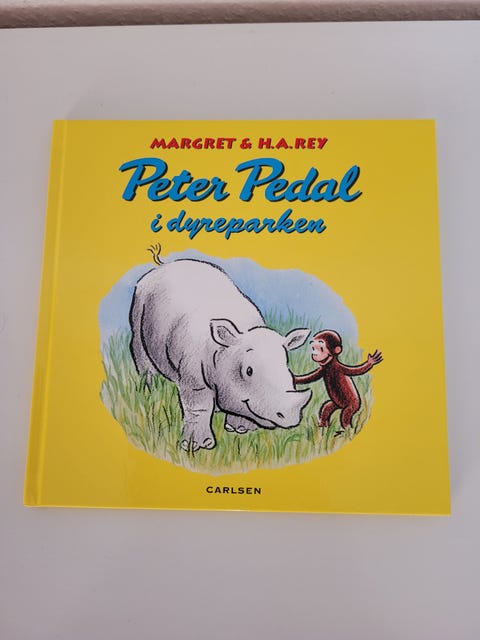 MARGRET & H.A. REY
Peter Pedal
i dyreparken
CARLSEN